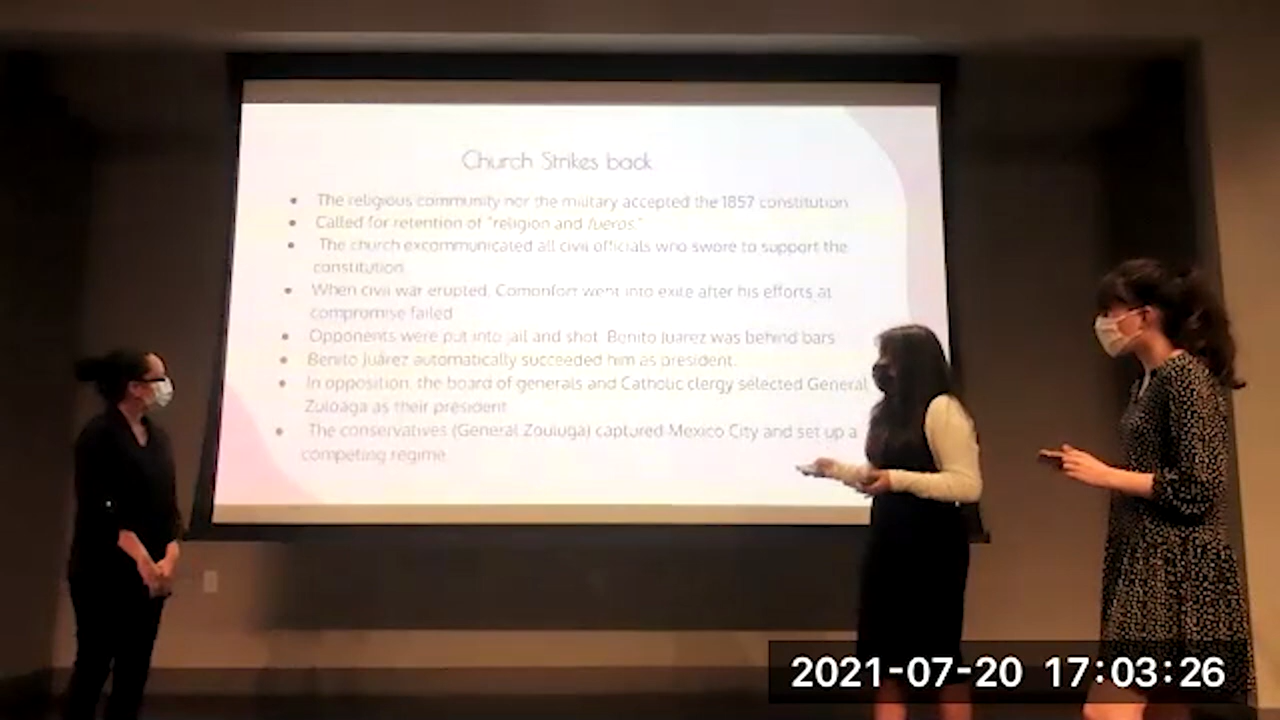 Church Strikes back
• The religious community nor the military accepted the 1857 constitution
• Called for retention of "religion and fueros."
• The church excommunicated all civil officials who swore to support the
constitution.
• When civil war erupted, Comonfort went into exile after his efforts at
compromise failed
• Opponents were put into jail and shot. Benito Juarez was behind bars
• Benito Juárez automatically succeeded him as president.
• In opposition, the board of generals and Catholic clergy selected General
Zuloaga as their president
• The conservatives (General Zouluga) captured Mexico City and set up a
competing regime
2021-07-20 17:03:26